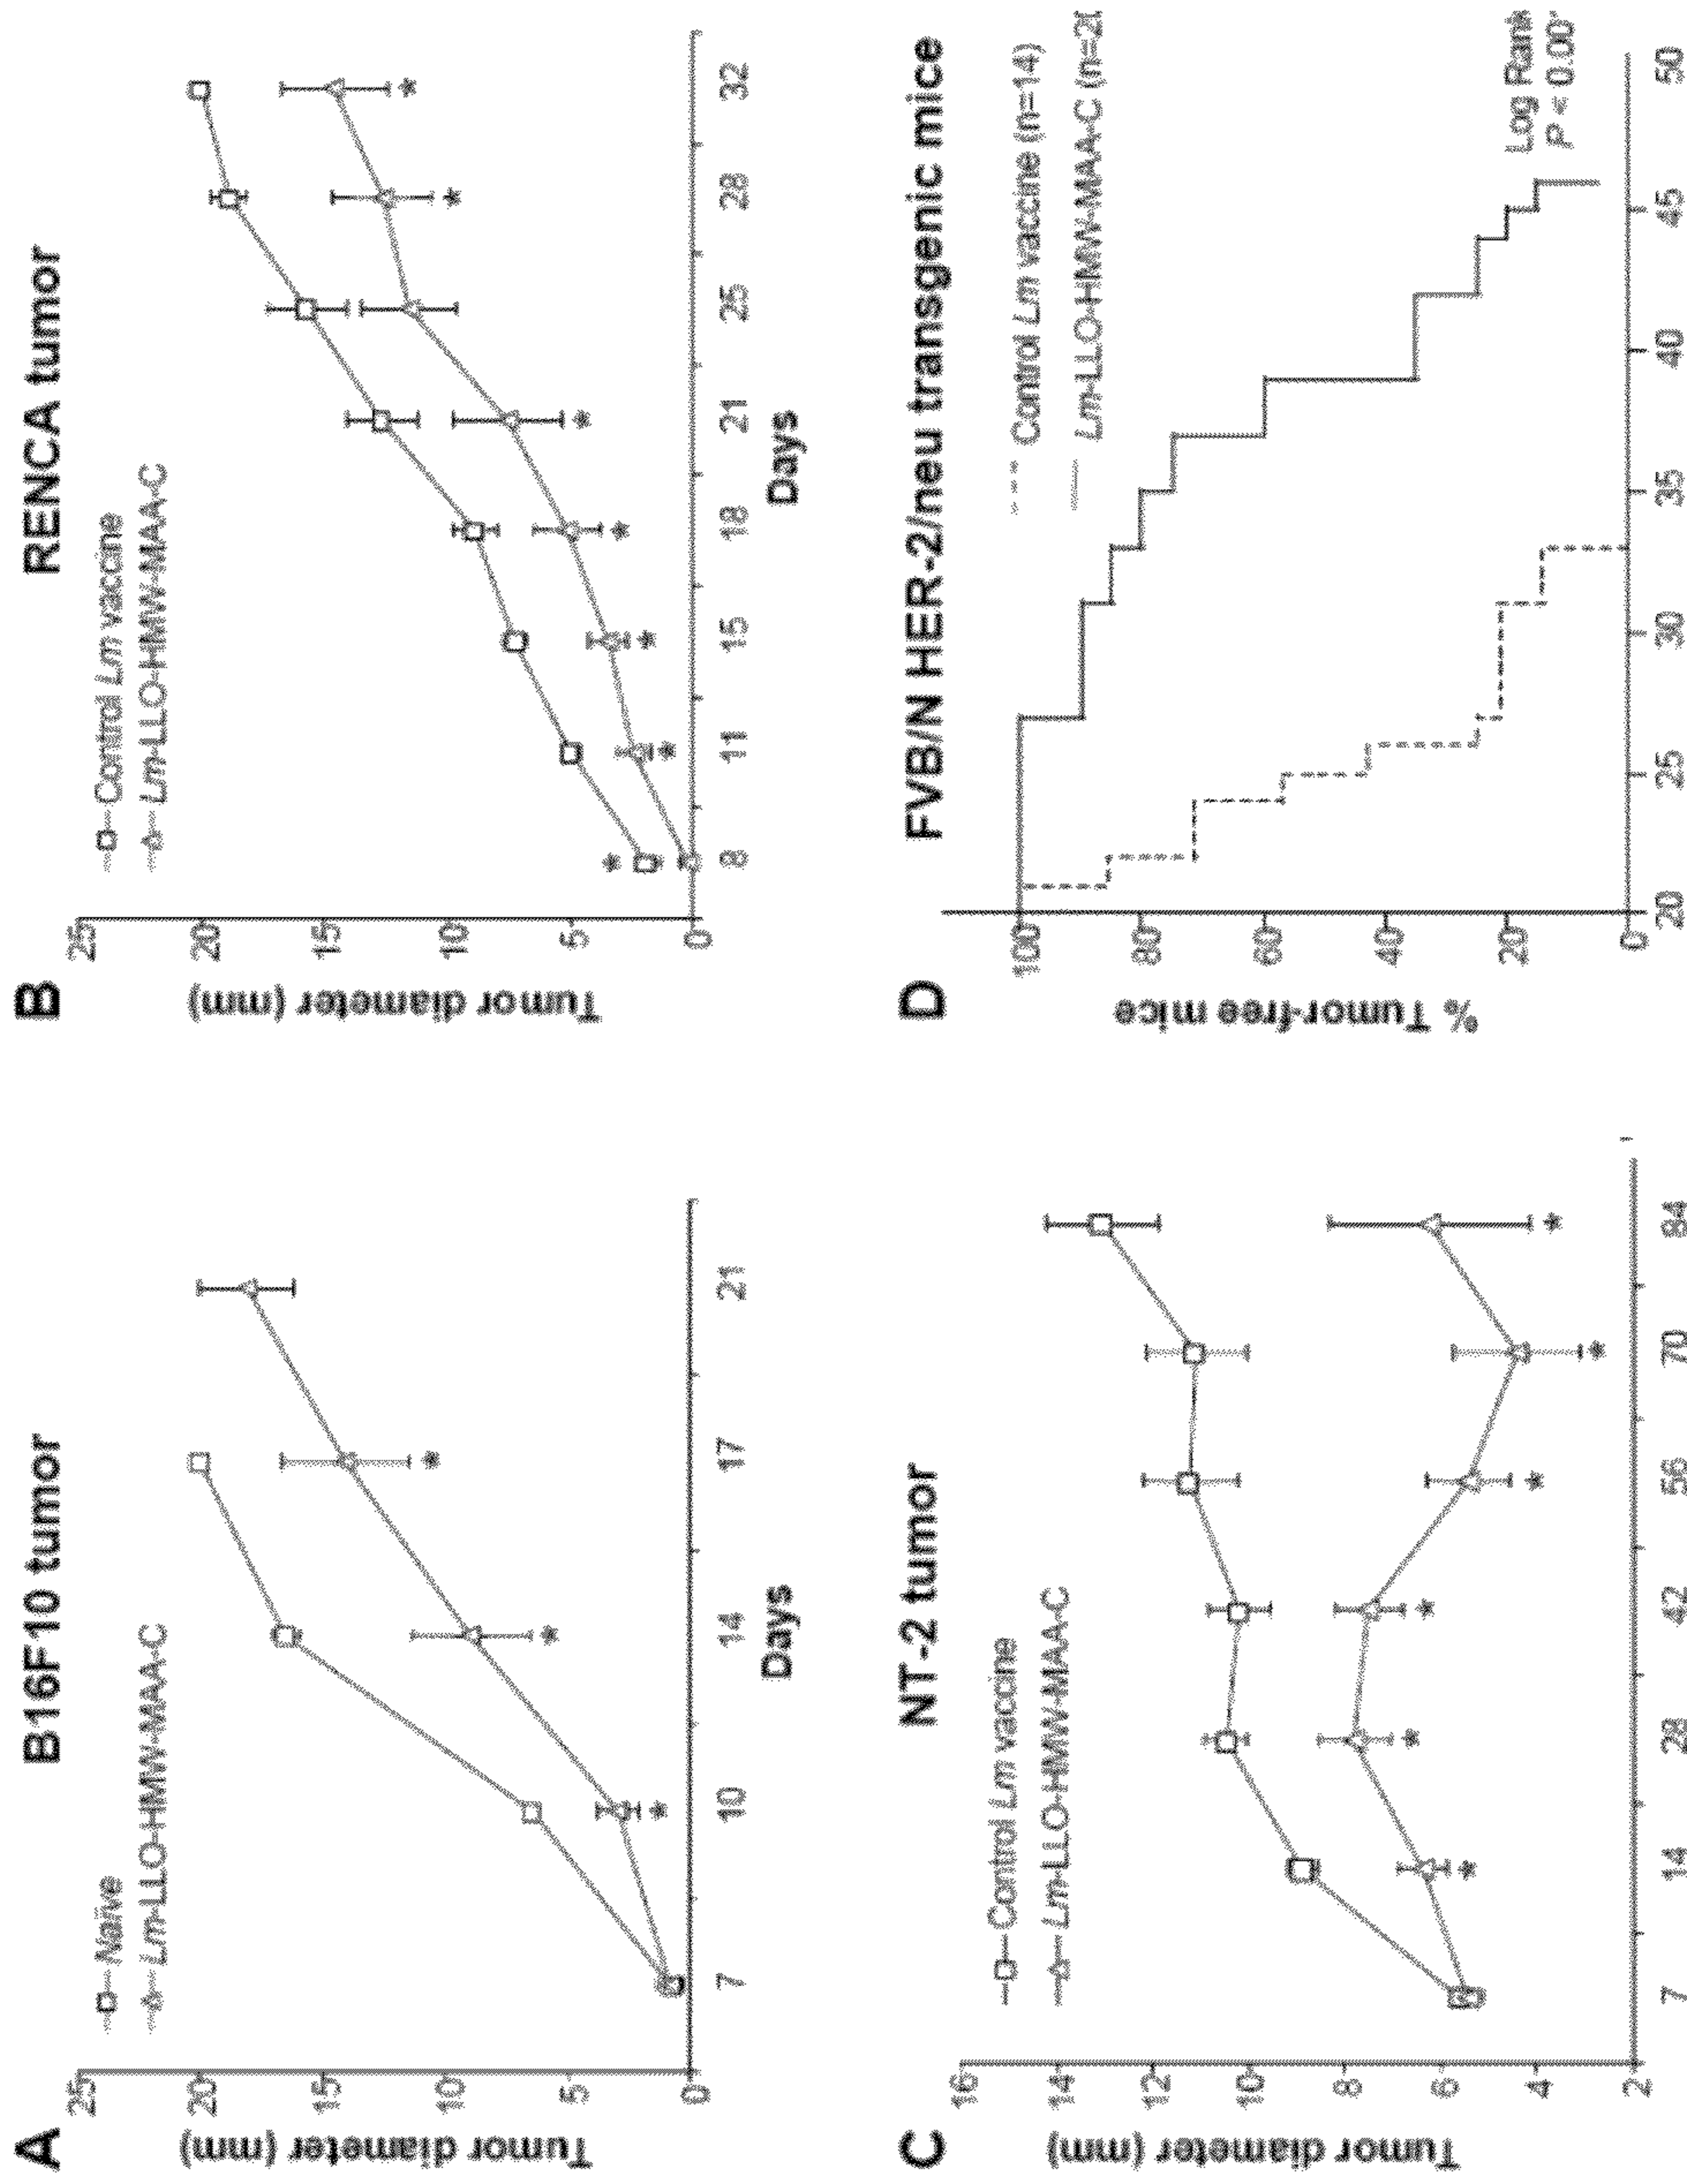 A
B16F10 tumor
Naïve
Lm-LLO-HMW-MAA-C
Tumor diameter (mm)
25
20
15
10
5
0
7
10
14
17
21
Days
B
RENCA tumor
Control Lm vaccine
Lm-LLO-HMW-MAA-C
Tumor diameter (mm)
25
20
15
10
5
0
*
*
*
*
*
*
*
8
11
15
18
21
25
28
32
Days
C
NT-2 tumor
Control Lm vaccine
Lm-LLO-HMW-MAA-C
Tumor diameter (mm)
16
14
12
10
8
6
4
2
7
14
28
42
56
70
84
D
FVB/N HER-2/neu transgenic mice
Control Lm vaccine (n=14)
Lm-LLO-HMW-MAA-C (n=20
% Tumor-free mice
100
80
60
40
20
0
20
25
30
35
40
45
50
Log Rank
P < 0.00